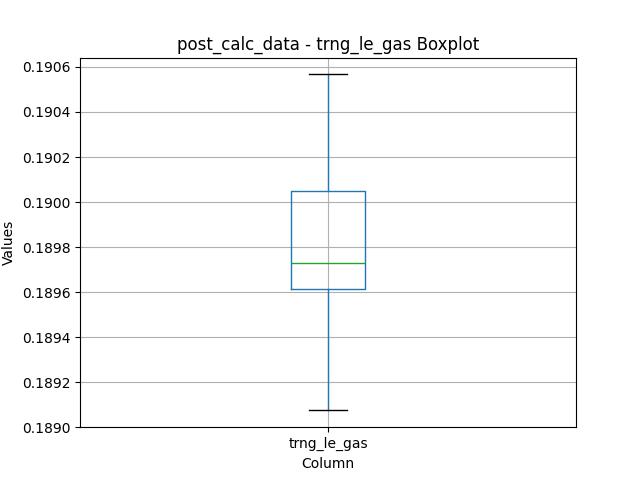 post_calc_data - trng_le_gas Boxplot
0.1906
0.1904
0.1902
0.1900
0.1898
0.1896
0.1894
0.1892
0.1890
Values
trng_le_gas
Column